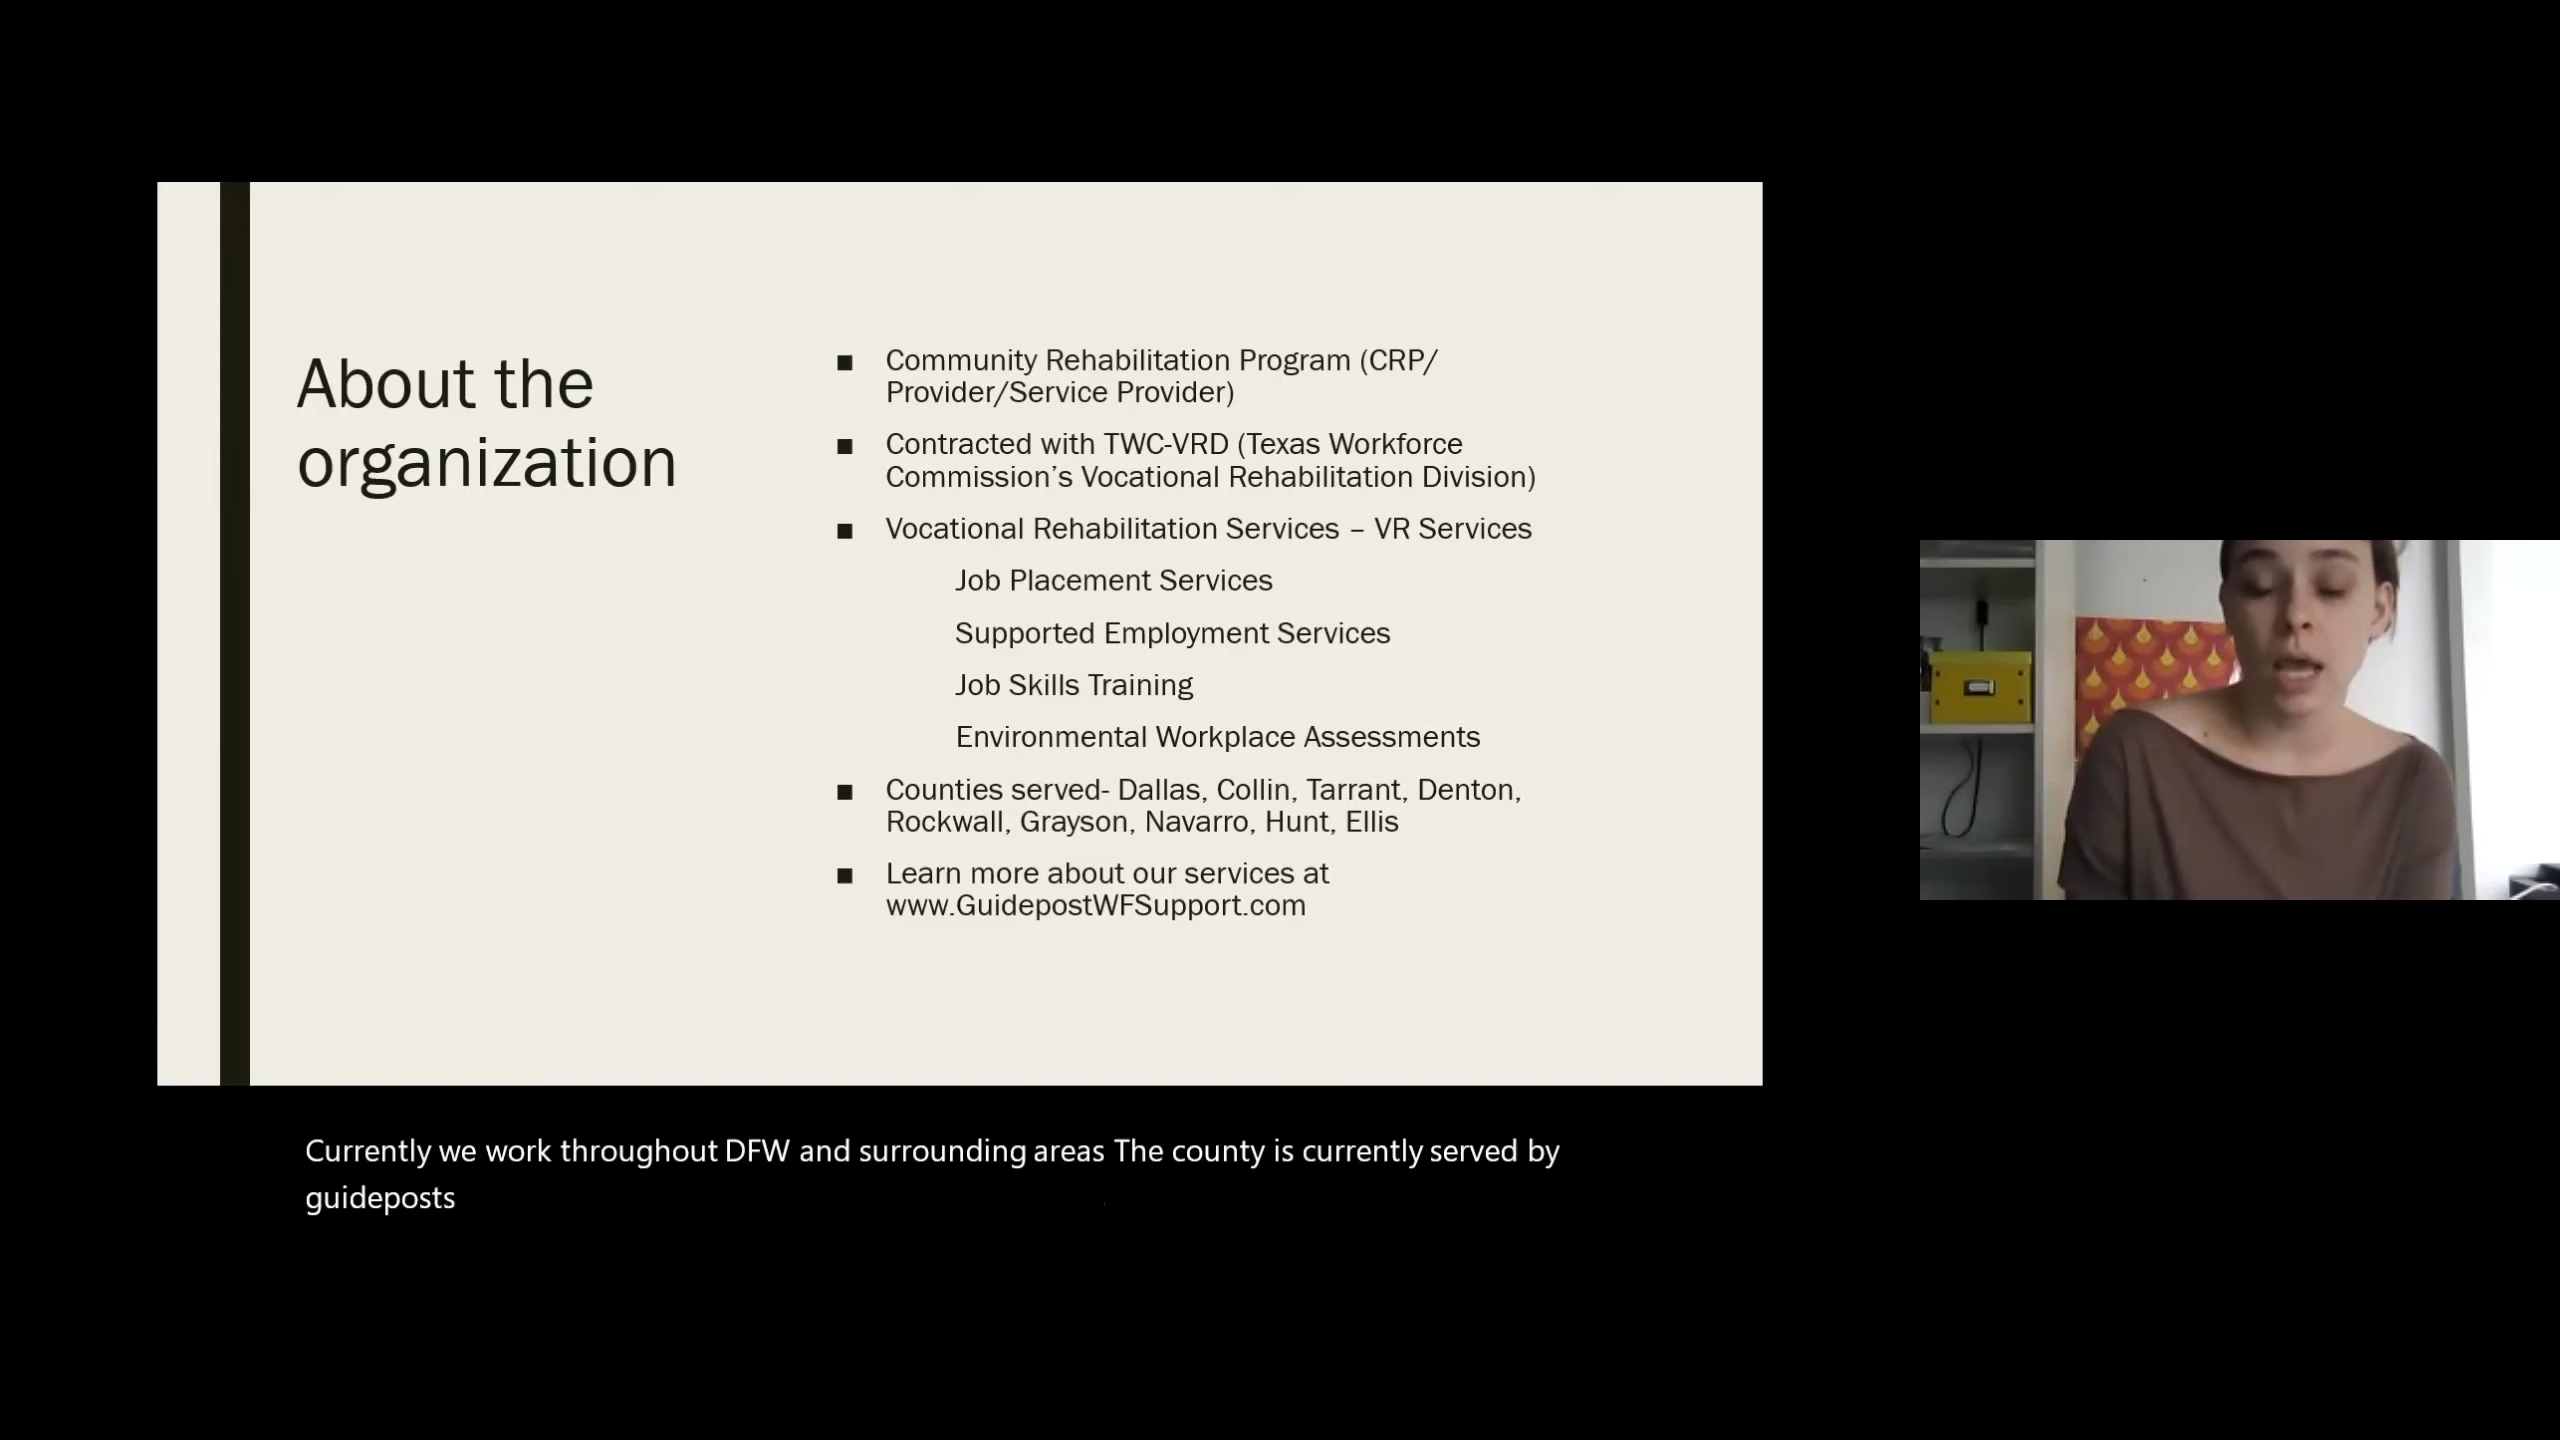 About the
organization
■ Community Rehabilitation Program (CRP/
Provider/Service Provider)
■ Contracted with TWC-VRD (Texas Workforce
Commission’s Vocational Rehabilitation Division)
■ Vocational Rehabilitation Services – VR Services
Job Placement Services
Supported Employment Services
Job Skills Training
Environmental Workplace Assessments
■ Counties served- Dallas, Collin, Tarrant, Denton,
Rockwall, Grayson, Navarro, Hunt, Ellis
■ Learn more about our services at
www.GuidepostWFSupport.com
Currently we work throughout DFW and surrounding areas The county is currently served by
guideposts